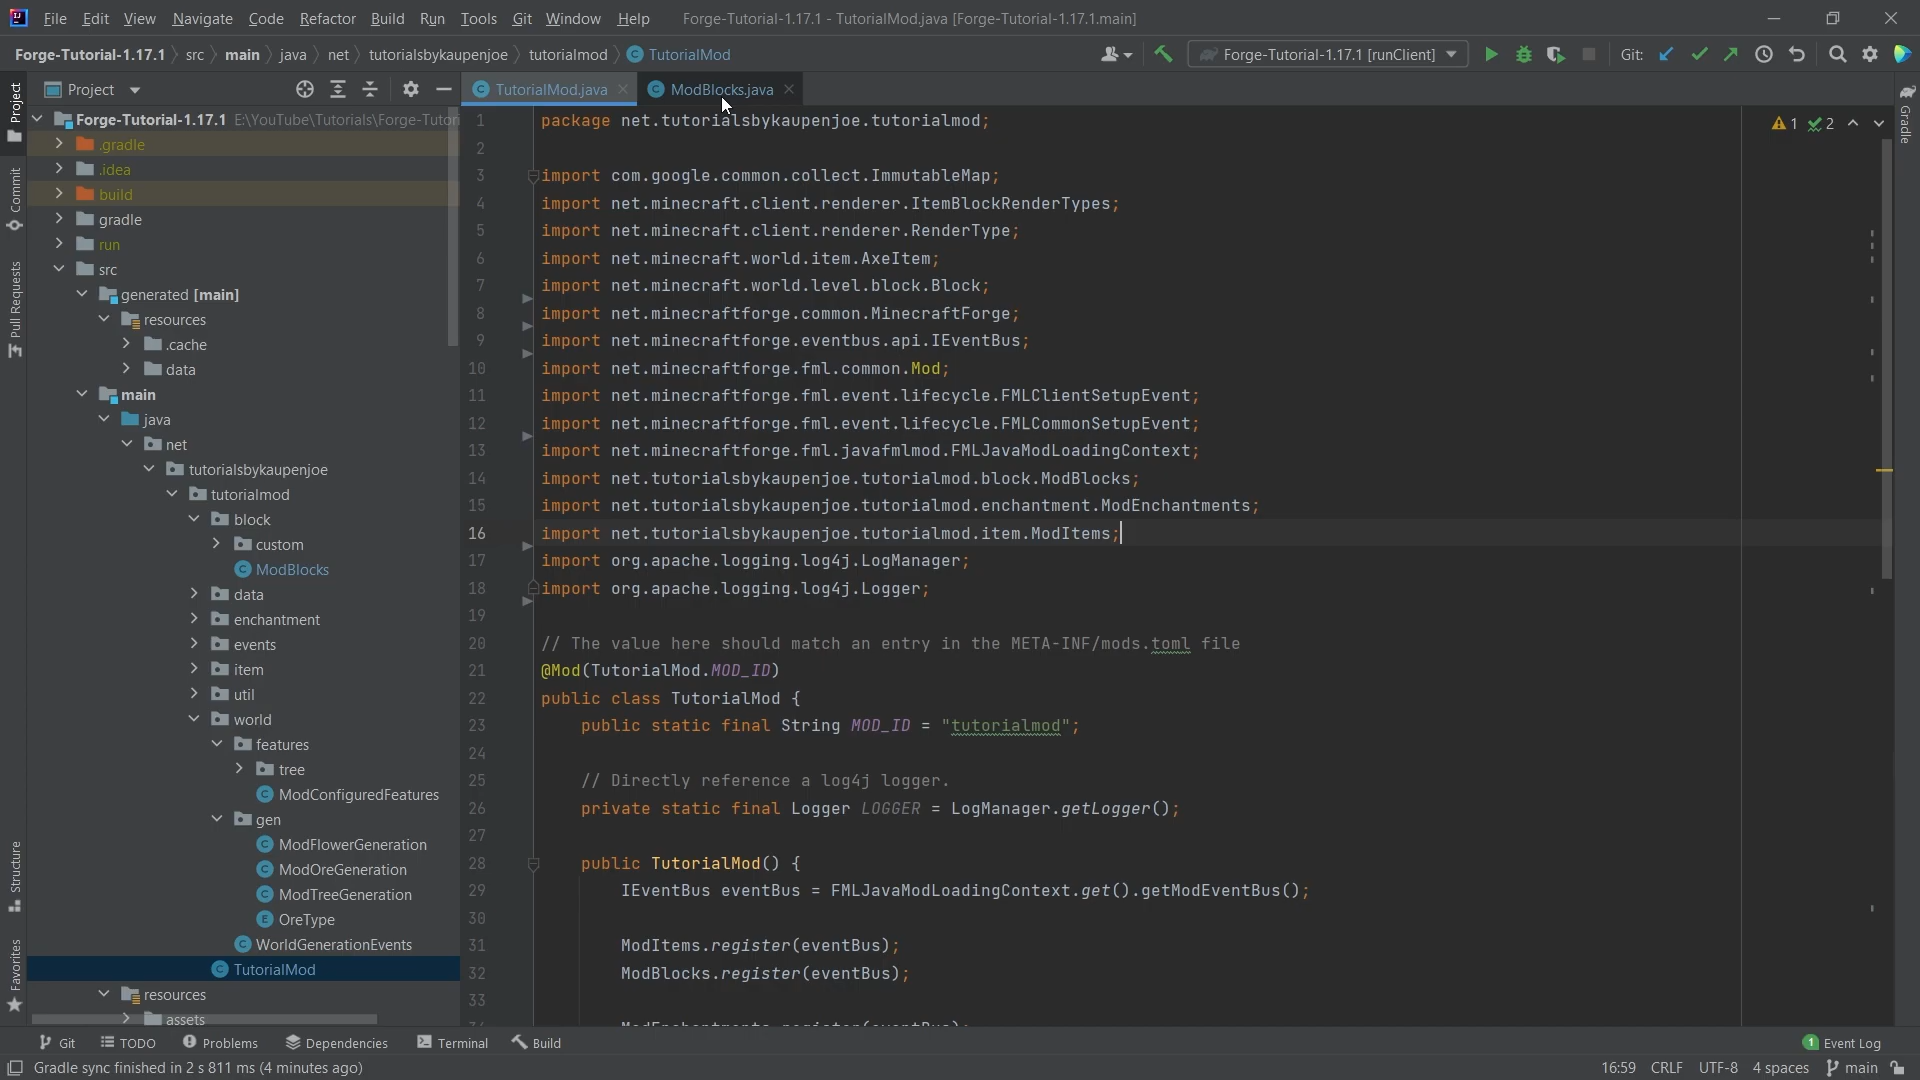 File Edit View Navigate Code Refactor Build Run Tools Git Window Help Forge-Tutorial-1.17.1 - TutorialMod.java [Forge-Tutorial-1.17.1.main]
Forge-Tutorial-1.17.1 src main java net tutorialsbykaupenjoe tutorialmod TutorialMod Forge-Tutorial-1.17.1 [runClient] Git:
Project TutorialMod.java ModBlocks.java
Project
Commit
Pull Requests
Structure
Favorites
Gradle
Forge-Tutorial-1.17.1 E:\YouTube\Tutorials\Forge-Tutori
.gradle
.idea
build
gradle
run
src
generated [main]
resources
.cache
data
main
java
net
tutorialsbykaupenjoe
tutorialmod
block
custom
ModBlocks
data
enchantment
events
item
util
world
features
tree
ModConfiguredFeatures
gen
ModFlowerGeneration
ModOreGeneration
ModTreeGeneration
OreType
WorldGenerationEvents
TutorialMod
resources
assets
1 package net.tutorialsbykaupenjoe.tutorialmod;
2
3 import com.google.common.collect.ImmutableMap;
4 import net.minecraft.client.renderer.ItemBlockRenderTypes;
5 import net.minecraft.client.renderer.RenderType;
6 import net.minecraft.world.item.AxeItem;
7 import net.minecraft.world.level.block.Block;
8 import net.minecraftforge.common.MinecraftForge;
9 import net.minecraftforge.eventbus.api.IEventBus;
10 import net.minecraftforge.fml.common.Mod;
11 import net.minecraftforge.fml.event.lifecycle.FMLClientSetupEvent;
12 import net.minecraftforge.fml.event.lifecycle.FMLCommonSetupEvent;
13 import net.minecraftforge.fml.javafmlmod.FMLJavaModLoadingContext;
14 import net.tutorialsbykaupenjoe.tutorialmod.block.ModBlocks;
15 import net.tutorialsbykaupenjoe.tutorialmod.enchantment.ModEnchantments;
16 import net.tutorialsbykaupenjoe.tutorialmod.item.ModItems;
17 import org.apache.logging.log4j.LogManager;
18 import org.apache.logging.log4j.Logger;
19
20 // The value here should match an entry in the META-INF/mods.toml file
21 @Mod(TutorialMod.MOD_ID)
22 public class TutorialMod {
23 public static final String MOD_ID = "tutorialmod";
24
25 // Directly reference a log4j logger.
26 private static final Logger LOGGER = LogManager.getLogger();
27
28 public TutorialMod() {
29 IEventBus eventBus = FMLJavaModLoadingContext.get().getModEventBus();
30
31 ModItems.register(eventBus);
32 ModBlocks.register(eventBus);
33
34 ModEnchantments.register(eventBus);
1 2
Git TODO Problems Dependencies Terminal Build 1 Event Log
Gradle sync finished in 2 s 811 ms (4 minutes ago) 16:59 CRLF UTF-8 4 spaces main